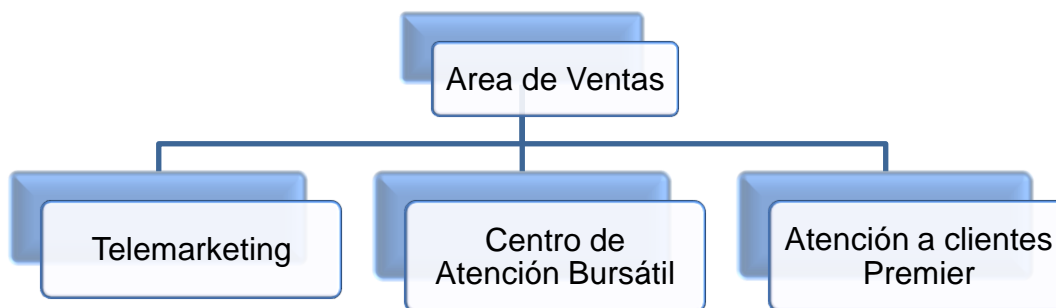 Area de Ventas
Telemarketing
Centro de
Atención Bursátil
Atención a clientes
Premier